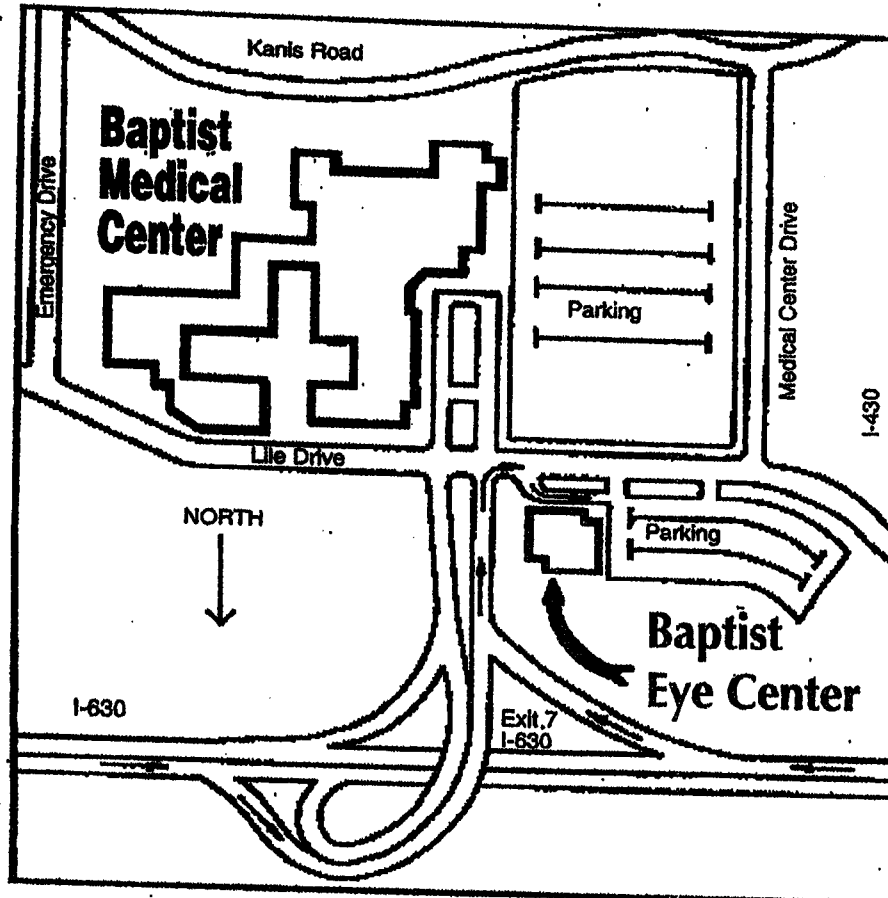 Kanis Road
Baptist
Medical
Center
Emergency Drive
Parking
Medical Center Drive
I-430
Lile Drive
NORTH
Parking
Baptist
Eye Center
I-630
Exit 7
I-630